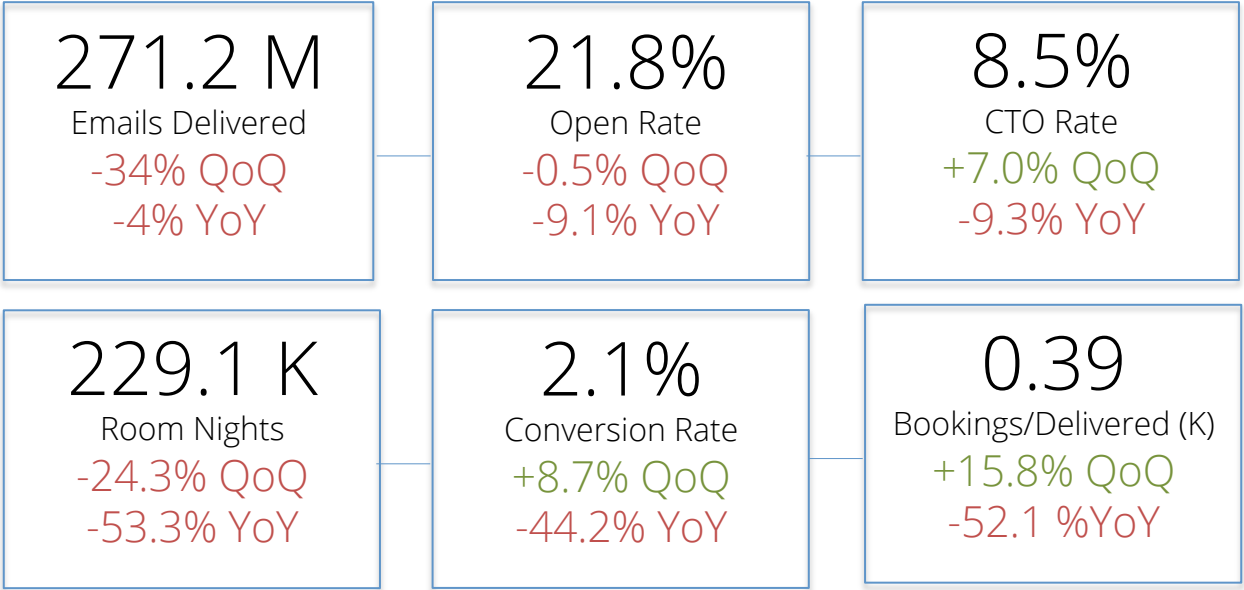 271.2 M
Emails Delivered
-34% QoQ
-4% YoY
21.8%
Open Rate
-0.5% QoQ
-9.1% YoY
8.5%
CTO Rate
+7.0% QoQ
-9.3% YoY
229.1 K
Room Nights
-24.3% QoQ
-53.3% YoY
2.1%
Conversion Rate
+8.7% QoQ
-44.2% YoY
0.39
Bookings/Delivered (K)
+15.8% QoQ
-52.1 %YoY